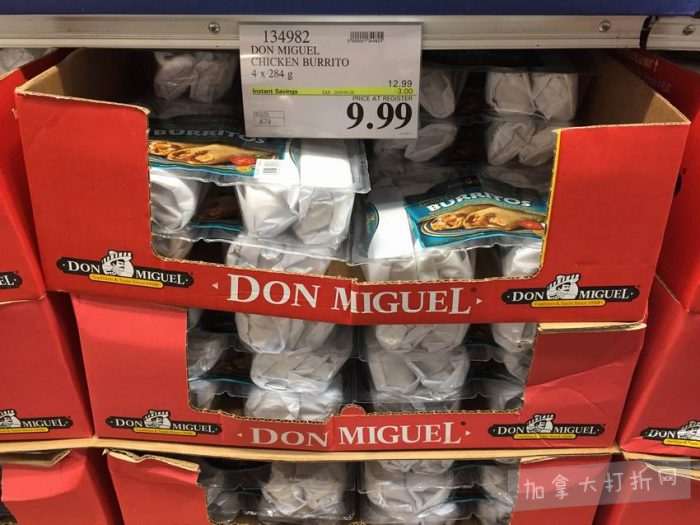 134982
DON MIGUEL
CHICKEN BURRITO
4 x 284 g
12.99
Instant Savings
3.00
PRICE AT REGISTER
9.99
BURRITOS
BURRITOS
DON MIGUEL
DON MIGUEL
DON MIGUEL
DON MIGUEL
DON MIGUEL
DON MIGUEL
加拿大打折网